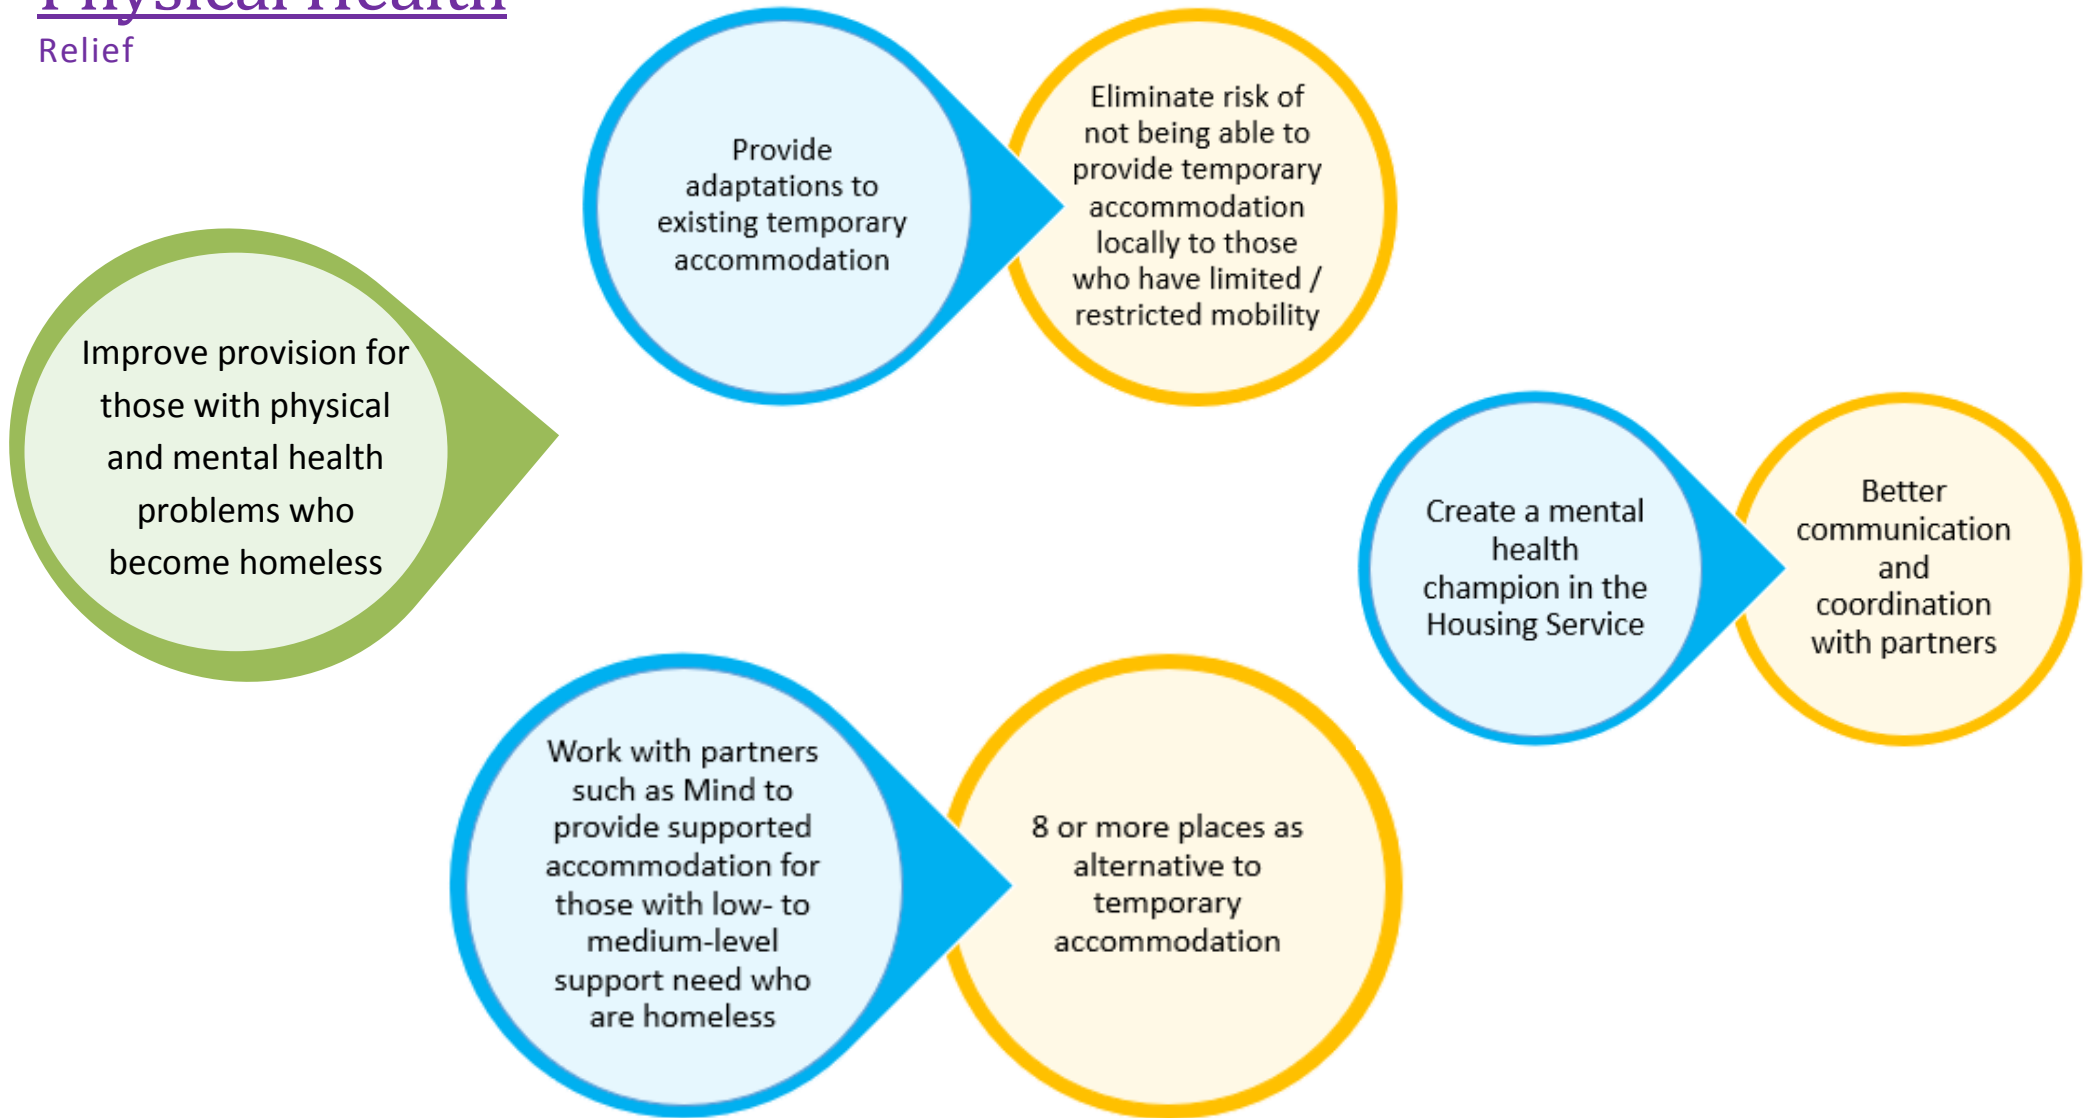 Physical Health
Relief
Improve provision for
those with physical
and mental health
problems who
become homeless
Provide
adaptations to
existing temporary
accommodation
Eliminate risk of
not being able to
provide temporary
accommodation
locally to those
who have limited /
restricted mobility
Create a mental
health
champion in the
Housing Service
Better
communication
and
coordination
with partners
Work with partners
such as Mind to
provide supported
accommodation for
those with low- to
medium-level
support need who
are homeless
8 or more places as
alternative to
temporary
accommodation